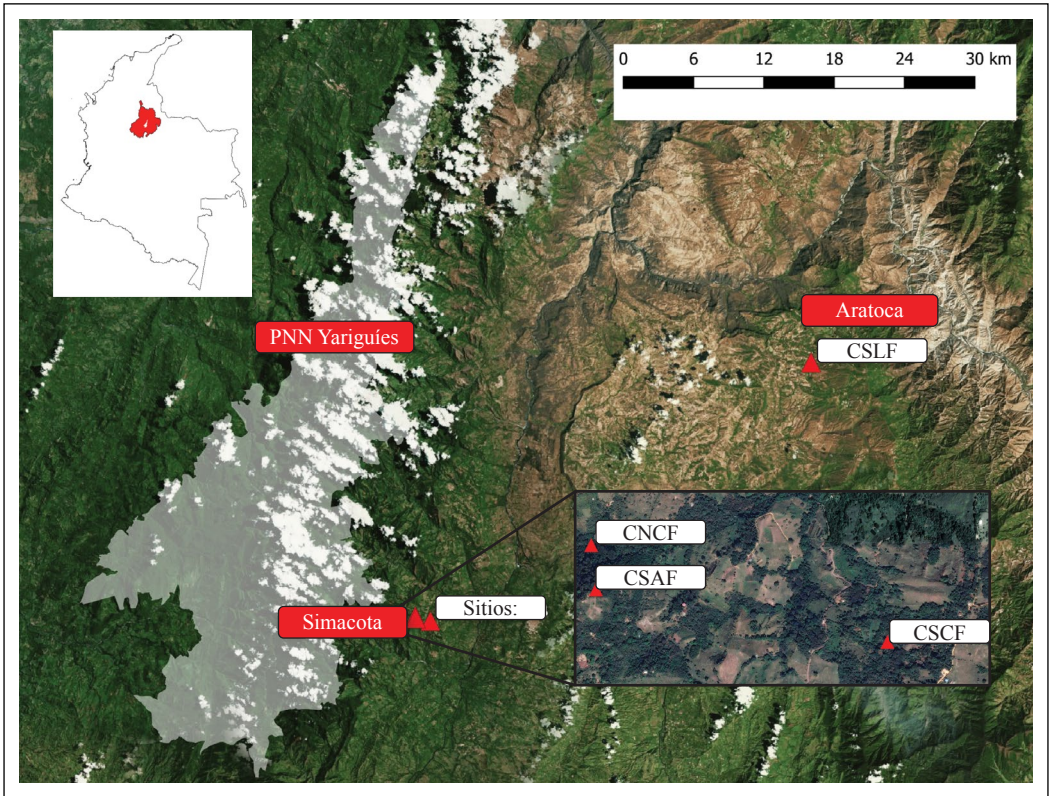 0 6 12 18 24 30 km
PNN Yariguíes
Aratoca
CSLF
CNCF
CSAF
Simacota
Sitios:
CSCF